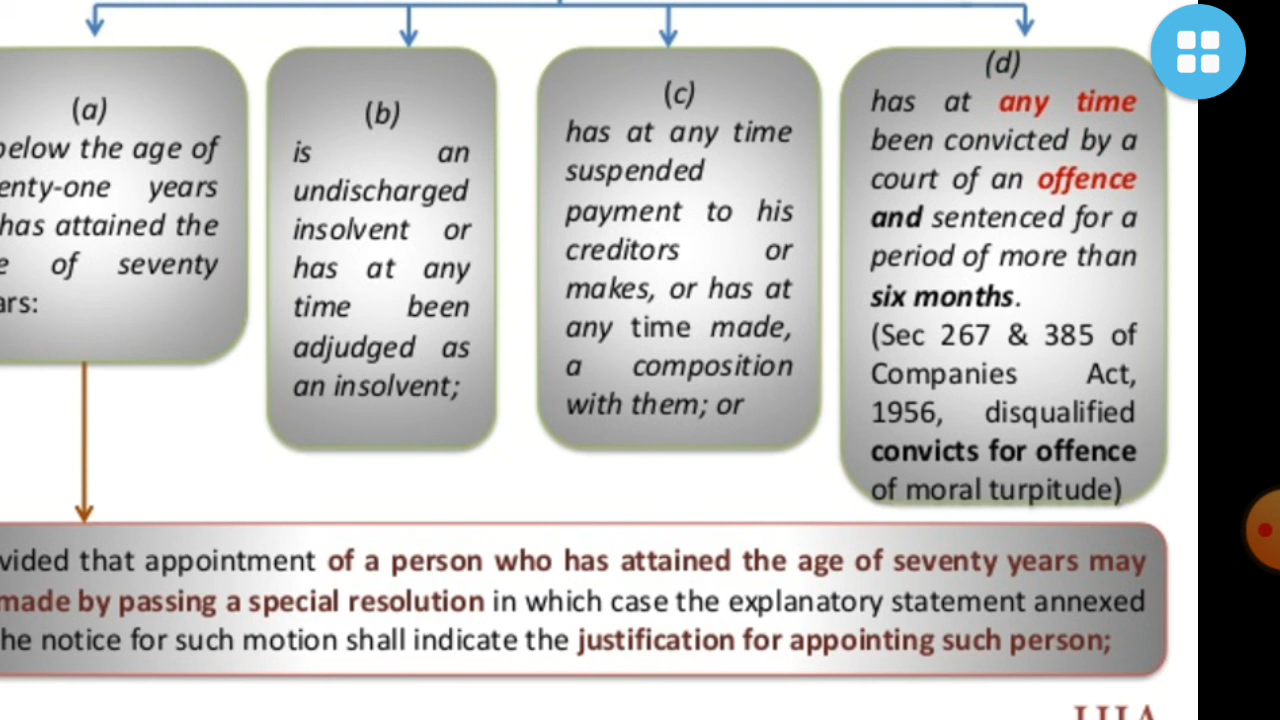 (a)
below the age of
enty-one years
has attained the
e of seventy
ars:
(b)
is an
undischarged
insolvent or
has at any
time been
adjudged as
an insolvent;
(c)
has at any time
suspended
payment to his
creditors or
makes, or has at
any time made,
a composition
with them; or
(d)
has at any time
been convicted by a
court of an offence
and sentenced for a
period of more than
six months.
(Sec 267 & 385 of
Companies Act,
1956, disqualified
convicts for offence
of moral turpitude)
vided that appointment of a person who has attained the age of seventy years may
made by passing a special resolution in which case the explanatory statement annexed
he notice for such motion shall indicate the justification for appointing such person;